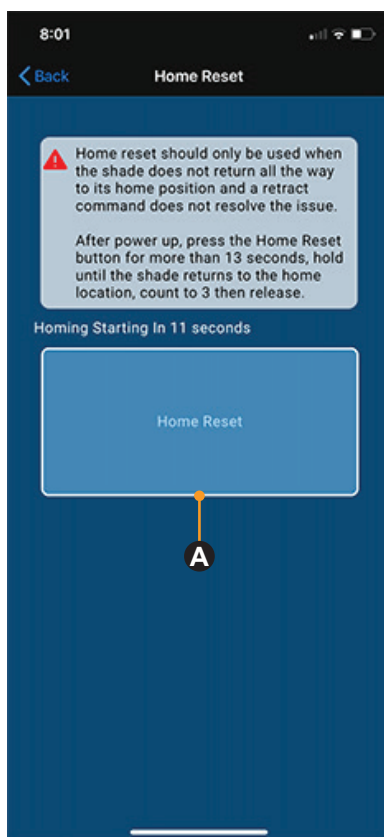 8:01
Back
Home Reset
Home reset should only be used when
the shade does not return all the way
to its home position and a retract
command does not resolve the issue.
After power up, press the Home Reset
button for more than 13 seconds, hold
until the shade returns to the home
location, count to 3 then release.
Homing Starting In 11 seconds
Home Reset
A